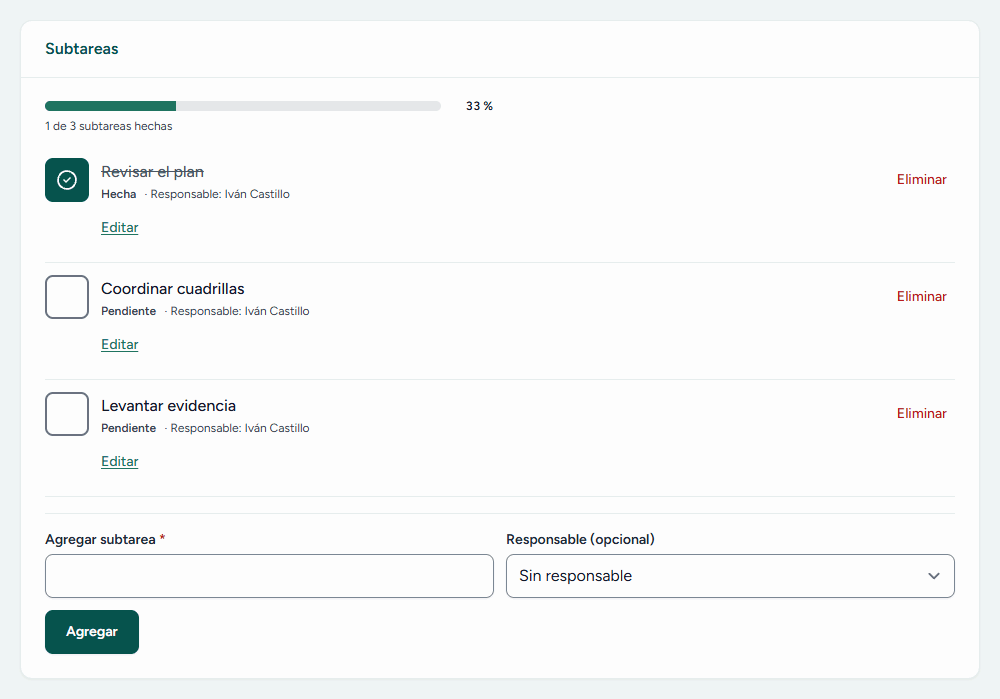 Subtareas
33 %
1 de 3 subtareas hechas
Revisar el plan
Eliminar
Hecha · Responsable: Iván Castillo
Editar
Coordinar cuadrillas
Eliminar
Pendiente · Responsable: Iván Castillo
Editar
Levantar evidencia
Eliminar
Pendiente · Responsable: Iván Castillo
Editar
Agregar subtarea *
Responsable (opcional)
Sin responsable
Agregar